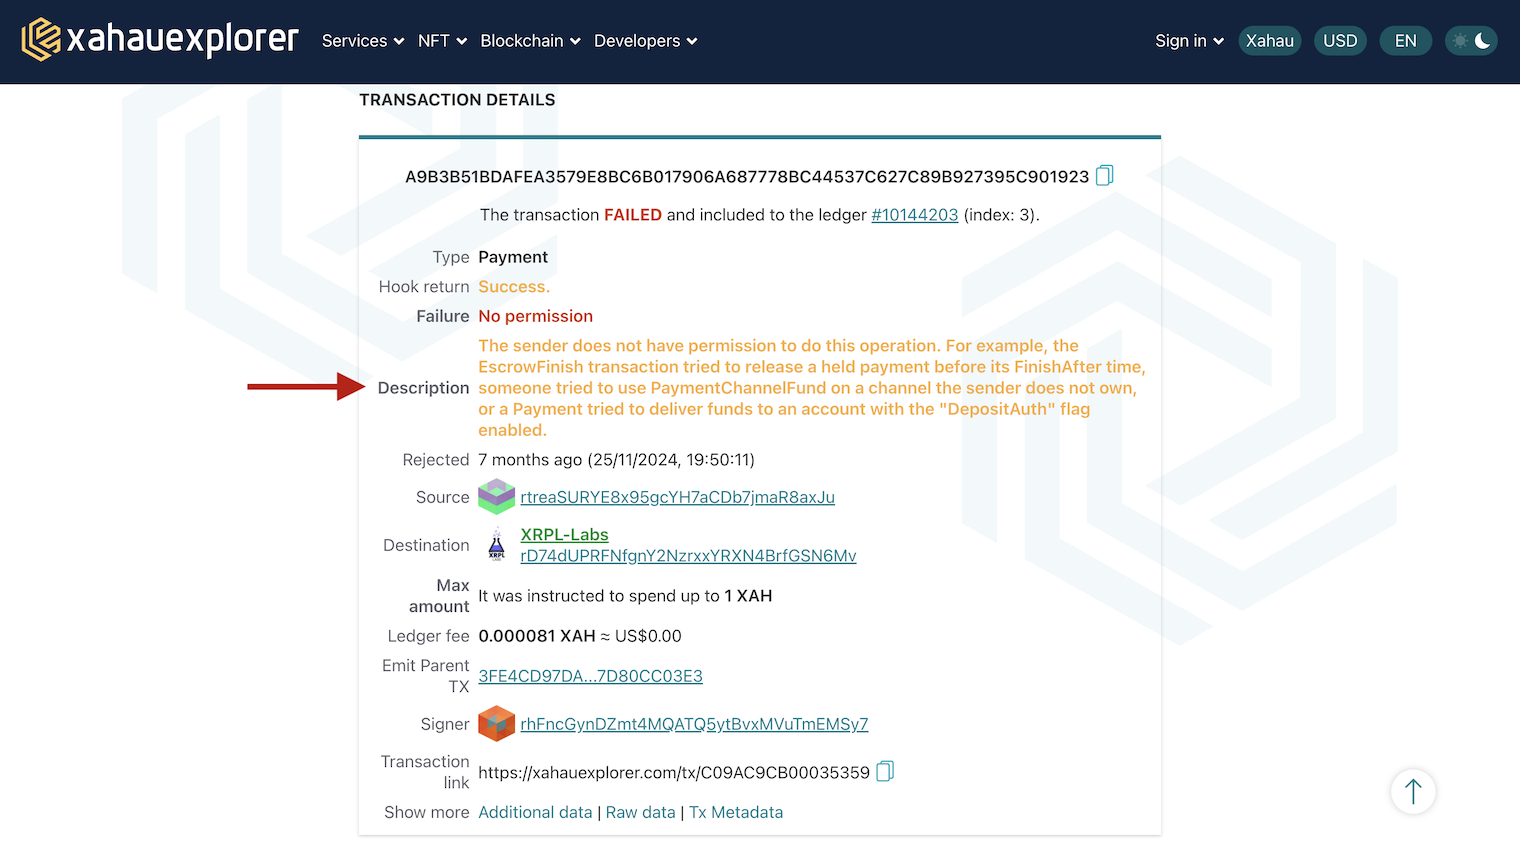 xahauexplorer Services NFT Blockchain Developers Sign in Xahau USD EN
TRANSACTION DETAILS
A9B3B51BDAFEA3579E8BC6B017906A687778BC44537C627C89B927395C901923
The transaction FAILED and included to the ledger #10144203 (index: 3).
Type Payment
Hook return Success.
Failure No permission
Description The sender does not have permission to do this operation. For example, the
EscrowFinish transaction tried to release a held payment before its FinishAfter time,
someone tried to use PaymentChannelFund on a channel the sender does not own,
or a Payment tried to deliver funds to an account with the "DepositAuth" flag
enabled.
Rejected 7 months ago (25/11/2024, 19:50:11)
Source rtreaSURYE8x95gcYH7aCDb7jmaR8axJu
Destination XRPL XRPL-Labs
rD74dUPRFNfgnY2NzrxxYRXN4BrfGSN6Mv
Max
amount It was instructed to spend up to 1 XAH
Ledger fee 0.000081 XAH ≈ US$0.00
Emit Parent
TX 3FE4CD97DA...7D80CC03E3
Signer rhFncGynDZmt4MQATQ5ytBvxMVuTmEMSy7
Transaction
link https://xahauexplorer.com/tx/C09AC9CB00035359
Show more Additional data | Raw data | Tx Metadata